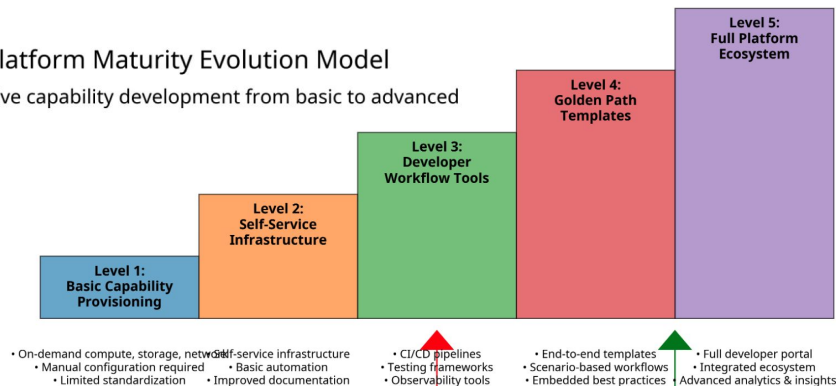 latform Maturity Evolution Model
ve capability development from basic to advanced
Level 1:
Basic Capability
Provisioning
Level 2:
Self-Service
Infrastructure
Level 3:
Developer
Workflow Tools
Level 4:
Golden Path
Templates
Level 5:
Full Platform
Ecosystem
• On-demand compute, storage, network
• Manual configuration required
• Limited standardization
• Self-service infrastructure
• Basic automation
• Improved documentation
• CI/CD pipelines
• Testing frameworks
• Observability tools
• End-to-end templates
• Scenario-based workflows
• Embedded best practices
• Full developer portal
• Integrated ecosystem
• Advanced analytics & insights